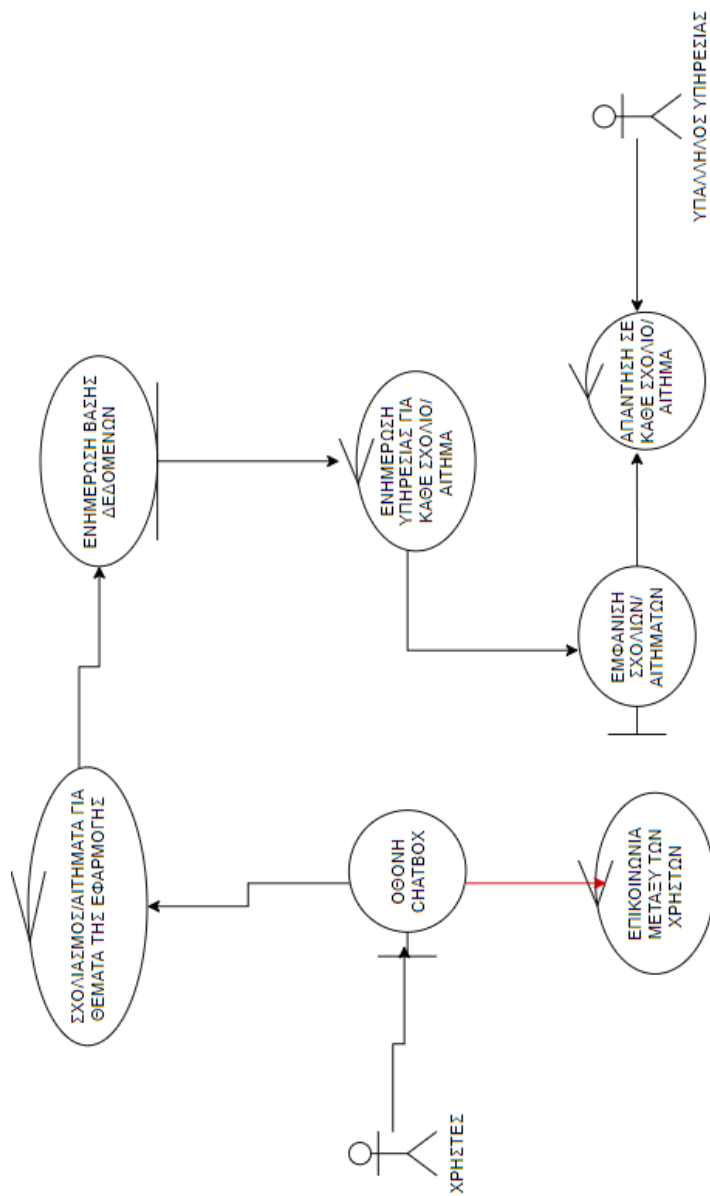 ΧΡΗΣΤΕΣ
ΟΘΟΝΗ
CHATBOX
ΣΧΟΛΙΑΣΜΟΣ/ΑΙΤΗΜΑΤΑ ΓΙΑ
ΘΕΜΑΤΑ ΤΗΣ ΕΦΑΡΜΟΓΗΣ
ΕΠΙΚΟΙΝΩΝΙΑ
ΜΕΤΑΞΥ ΤΩΝ
ΧΡΗΣΤΩΝ
ΕΝΗΜΕΡΩΣΗ ΒΑΣΗΣ
ΔΕΔΟΜΕΝΩΝ
ΕΝΗΜΕΡΩΣΗ
ΥΠΗΡΕΣΙΑΣ ΓΙΑ
ΚΑΘΕ ΣΧΟΛΙΟ/
ΑΙΤΗΜΑ
ΕΜΦΑΝΙΣΗ
ΣΧΟΛΙΩΝ/
ΑΙΤΗΜΑΤΩΝ
ΑΠΑΝΤΗΣΗ ΣΕ
ΚΑΘΕ ΣΧΟΛΙΟ/
ΑΙΤΗΜΑ
ΥΠΑΛΛΗΛΟΣ ΥΠΗΡΕΣΙΑΣ